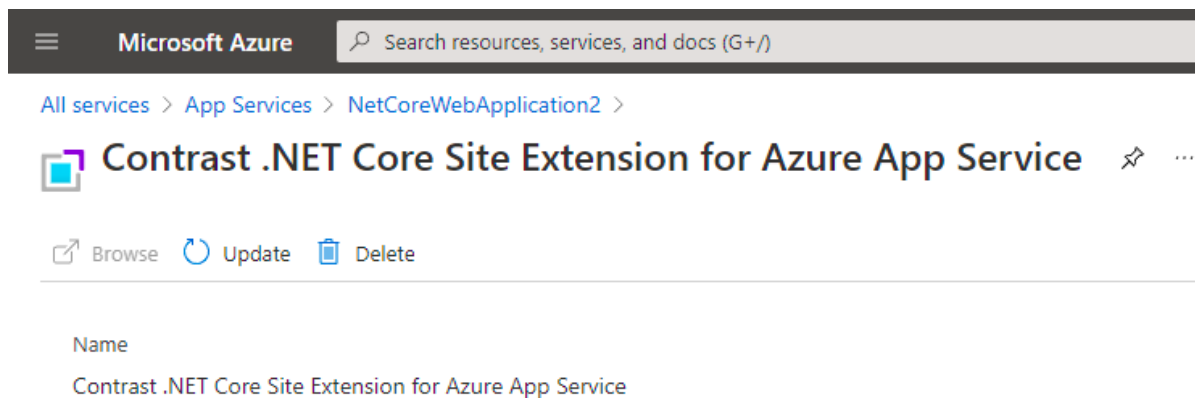 Microsoft Azure Search resources, services, and docs (G+/)
All services > App Services > NetCoreWebApplication2 >
Contrast .NET Core Site Extension for Azure App Service ...
Browse Update Delete
Name
Contrast .NET Core Site Extension for Azure App Service